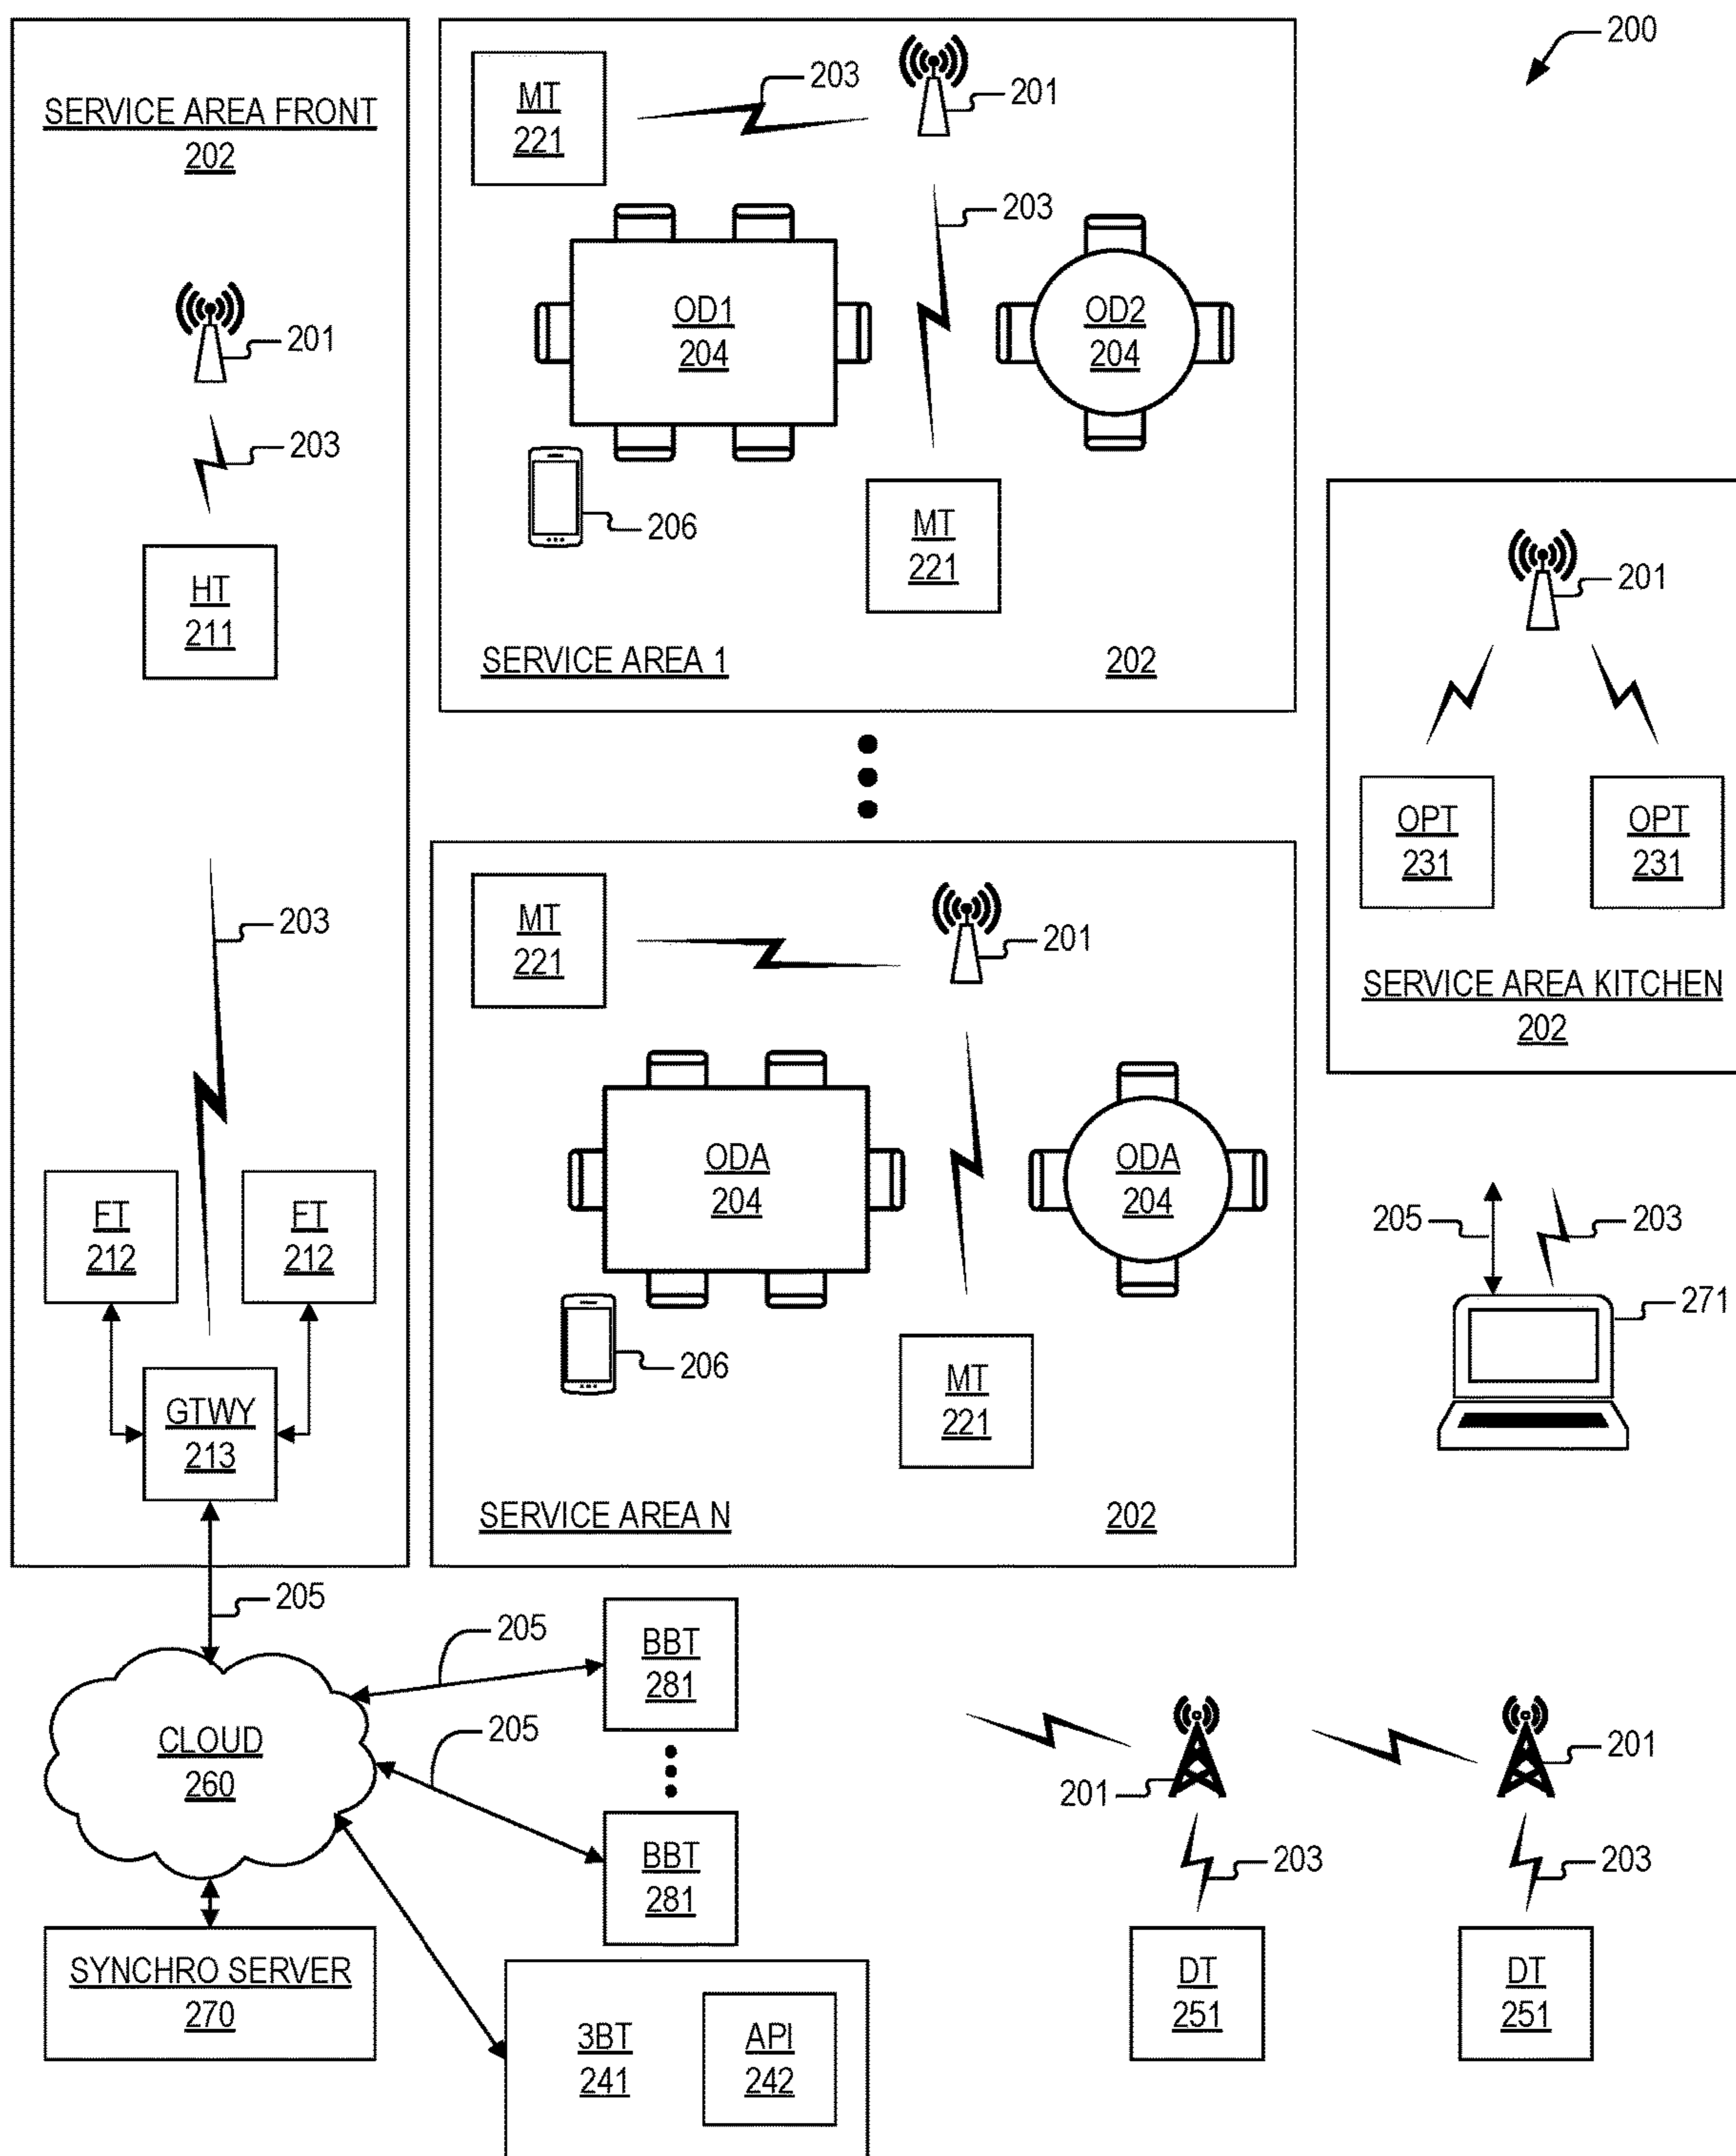 200
SERVICE AREA FRONT
202
201
203
HT
211
203
FT
212
FT
212
GTWY
213
205
MT
221
203
201
203
OD1
204
OD2
204
206
MT
221
SERVICE AREA 1
202
MT
221
201
ODA
204
ODA
204
206
MT
221
SERVICE AREA N
202
201
OPT
231
OPT
231
SERVICE AREA KITCHEN
202
205
203
271
CLOUD
260
205
BBT
281
205
BBT
281
SYNCHRO SERVER
270
3BT
241
API
242
201
201
203
203
DT
251
DT
251